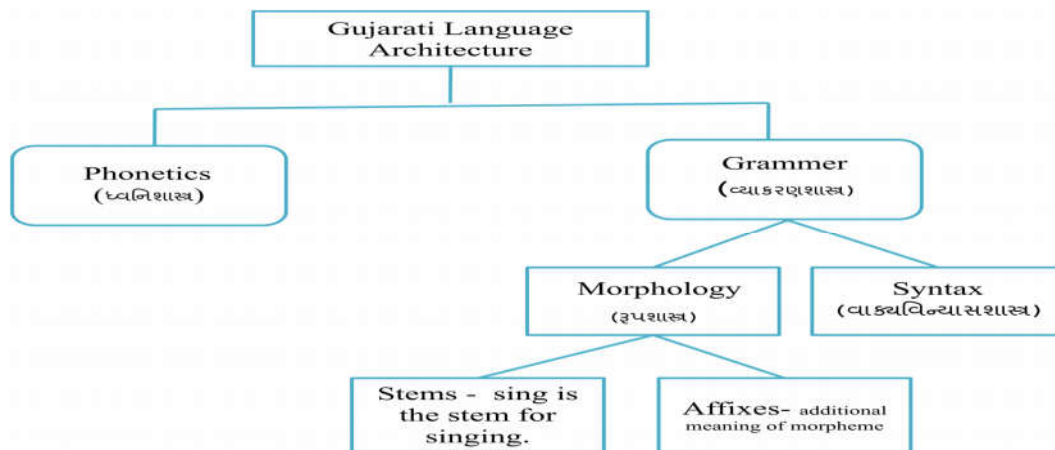 Gujarati Language
Architecture
Phonetics
(ધ્વનિશાસ્ત્ર)
Grammer
(વ્યાકરણશાસ્ત્ર)
Morphology
(રૂપશાસ્ત્ર)
Syntax
(વાક્યવિન્યાસશાસ્ત્ર)
Stems - sing is
the stem for
singing.
Affixes- additional
meaning of morpheme